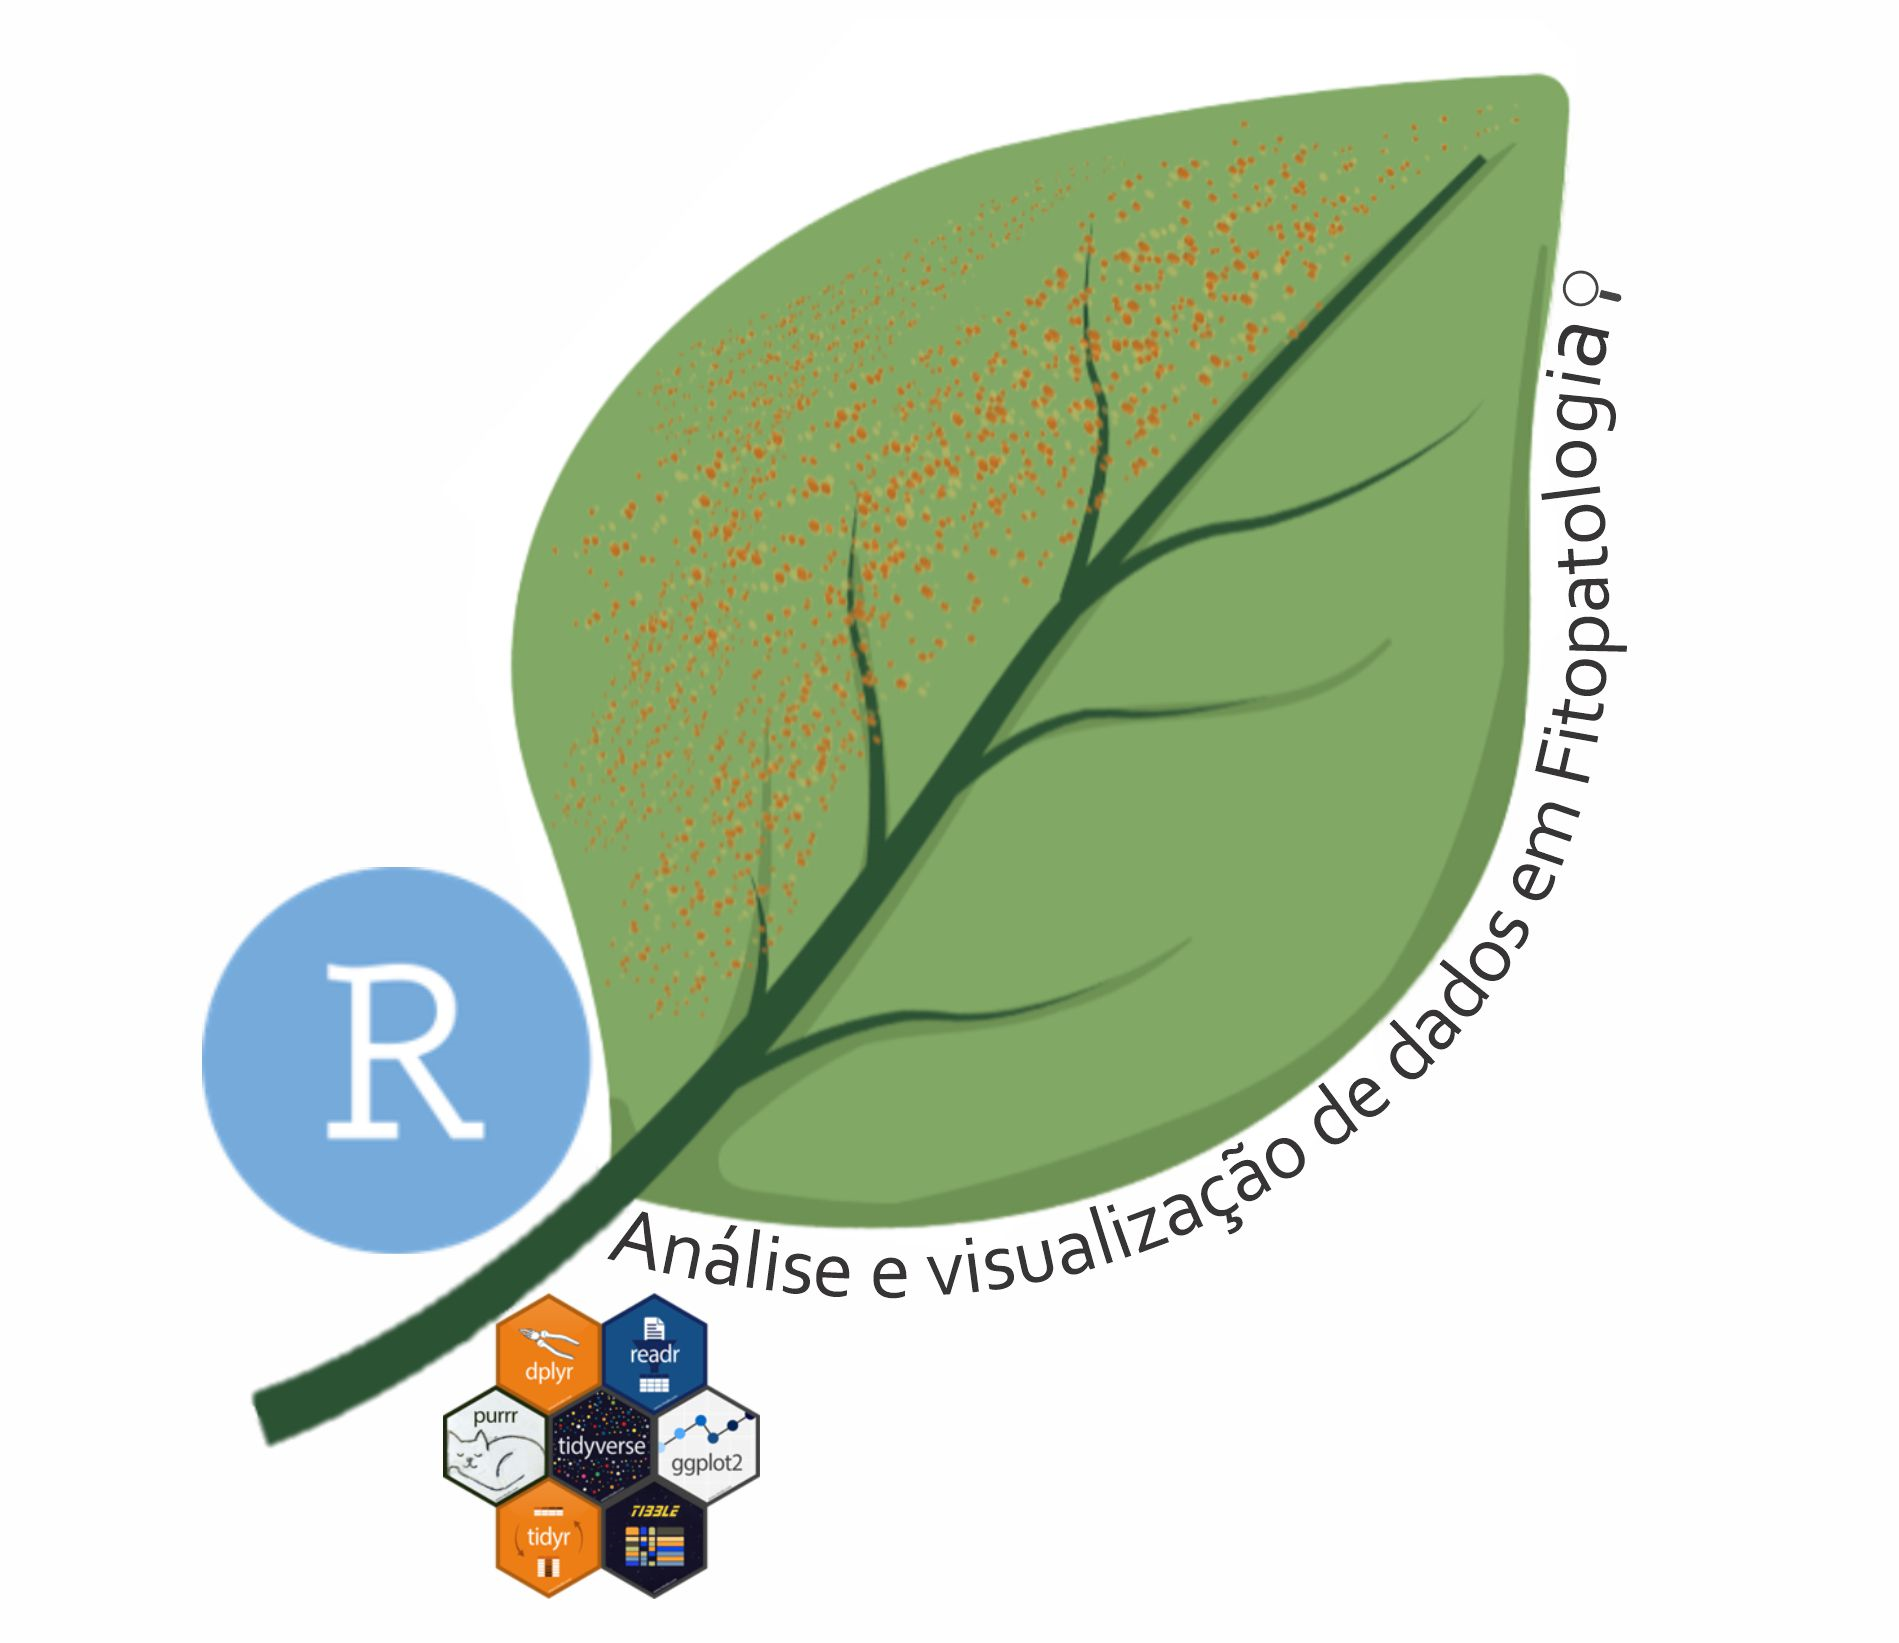 R
Análise e visualização de dados em Fitopatologia
dplyr
readr
purrr
tidyverse
ggplot2
tidyr
TIBBLE